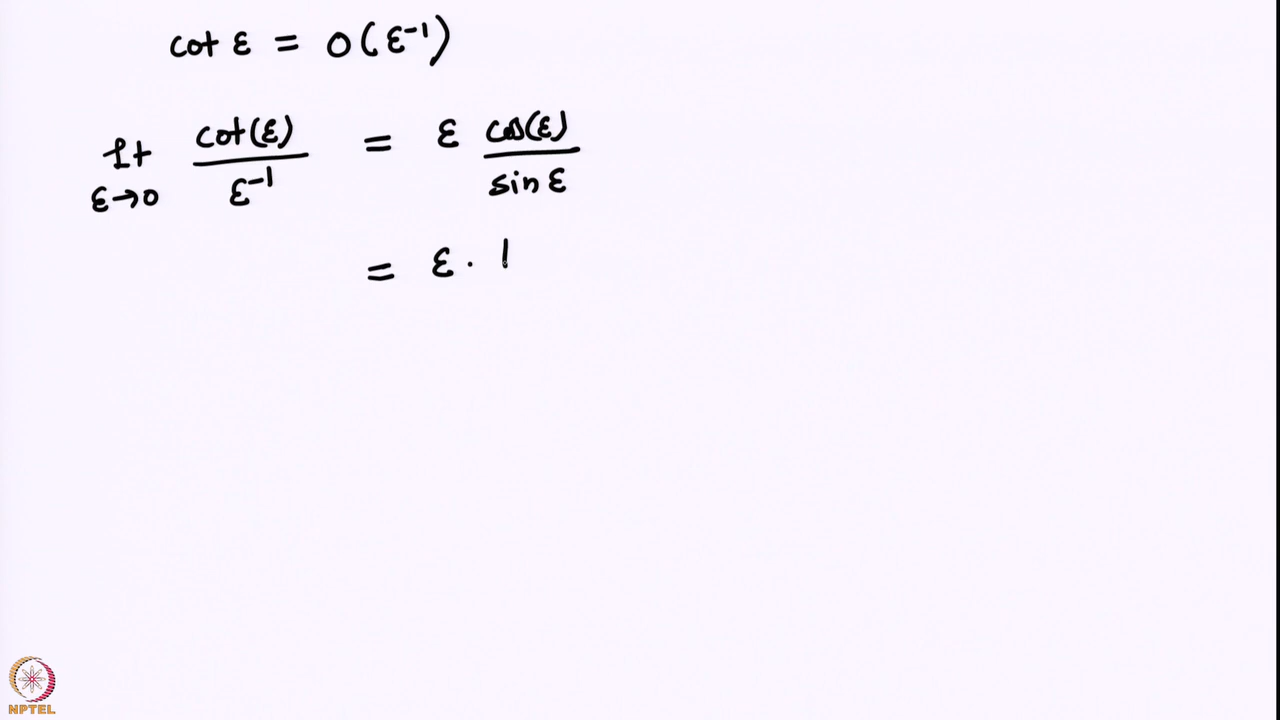 cot ε = O(ε⁻¹)
lt ε→0 cot(ε)/ε⁻¹ = ε cos(ε)/sin ε
= ε · 1
NPTEL